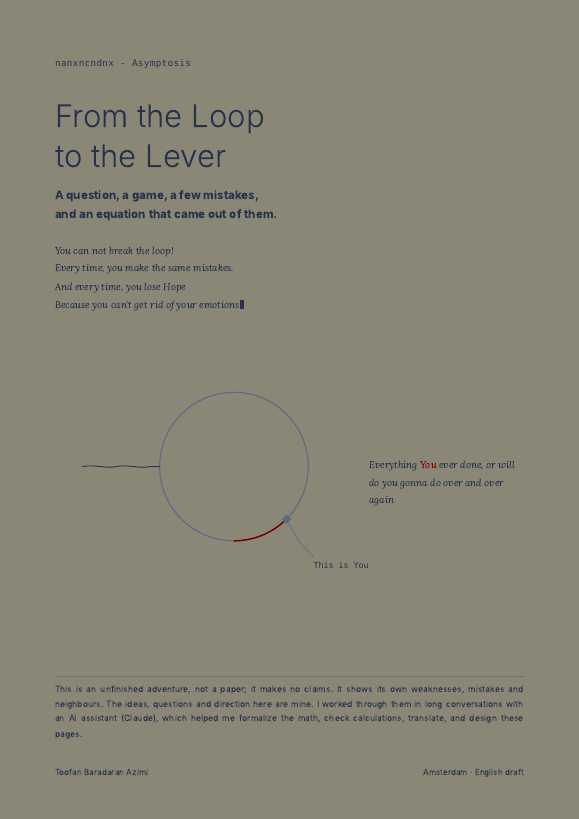 nanxncndnx - Asymptosis
From the Loop
to the Lever
A question, a game, a few mistakes,
and an equation that came out of them.
You can not break the loop!
Every time, you make the same mistakes.
And every time, you lose Hope
Because you can't get rid of your emotions
Everything You ever done, or will
do you gonna do over and over
again
This is You
This is an unfinished adventure, not a paper; it makes no claims. It shows its own weaknesses, mistakes and
neighbours. The ideas, questions and direction here are mine. I worked through them in long conversations with
an AI assistant (Claude), which helped me formalize the math, check calculations, translate, and design these
pages.
Toofan Baradaran Azimi
Amsterdam · English draft